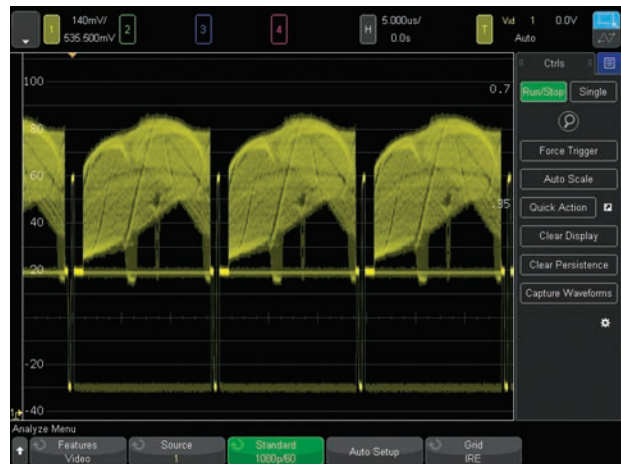 1 140mV/ 2 3 4 H 5.000us/ T Vid 1 0.0V
535.500mV 0.0s Auto
Ctrls
Run/Stop Single
Force Trigger
Auto Scale
Quick Action
Clear Display
Clear Persistence
Capture Waveforms
100 0.7
80
60
.35
40
20
-20
-40
Analyze Menu
Features Source Standard Auto Setup Grid
Video 1 1080p/60 IRE